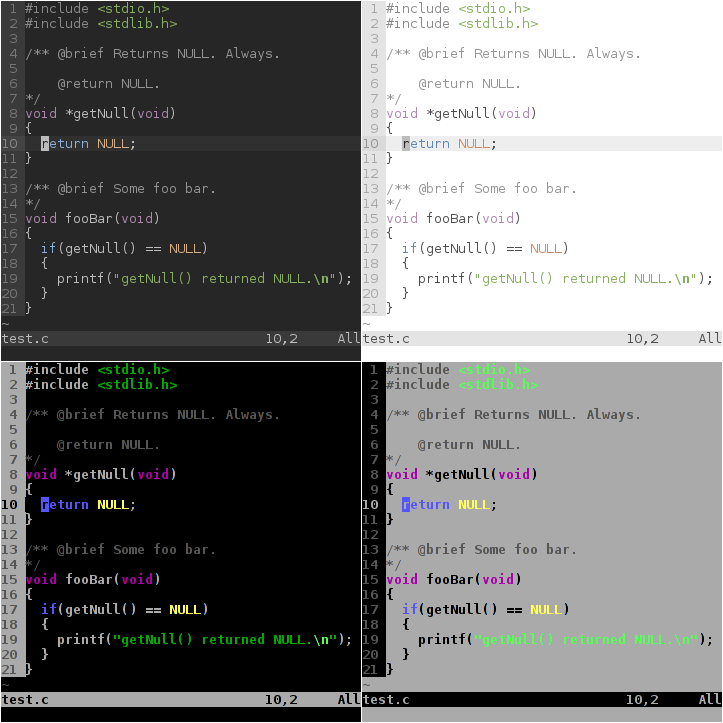 1 #include <stdio.h>
2 #include <stdlib.h>
3
4 /** @brief Returns NULL. Always.
5
6     @return NULL.
7 */
8 void *getNull(void)
9 {
10   return NULL;
11 }
12
13 /** @brief Some foo bar.
14 */
15 void fooBar(void)
16 {
17   if(getNull() == NULL)
18   {
19     printf("getNull() returned NULL.\n");
20   }
21 }
~
test.c 10,2 All
1 #include <stdio.h>
2 #include <stdlib.h>
3
4 /** @brief Returns NULL. Always.
5
6     @return NULL.
7 */
8 void *getNull(void)
9 {
10   return NULL;
11 }
12
13 /** @brief Some foo bar.
14 */
15 void fooBar(void)
16 {
17   if(getNull() == NULL)
18   {
19     printf("getNull() returned NULL.\n");
20   }
21 }
~
test.c 10,2 All
1 #include <stdio.h>
2 #include <stdlib.h>
3
4 /** @brief Returns NULL. Always.
5
6     @return NULL.
7 */
8 void *getNull(void)
9 {
10   return NULL;
11 }
12
13 /** @brief Some foo bar.
14 */
15 void fooBar(void)
16 {
17   if(getNull() == NULL)
18   {
19     printf("getNull() returned NULL.\n");
20   }
21 }
~
test.c 10,2 All
1 #include <stdio.h>
2 #include <stdlib.h>
3
4 /** @brief Returns NULL. Always.
5
6     @return NULL.
7 */
8 void *getNull(void)
9 {
10   return NULL;
11 }
12
13 /** @brief Some foo bar.
14 */
15 void fooBar(void)
16 {
17   if(getNull() == NULL)
18   {
19     printf("getNull() returned NULL.\n");
20   }
21 }
~
test.c 10,2 All